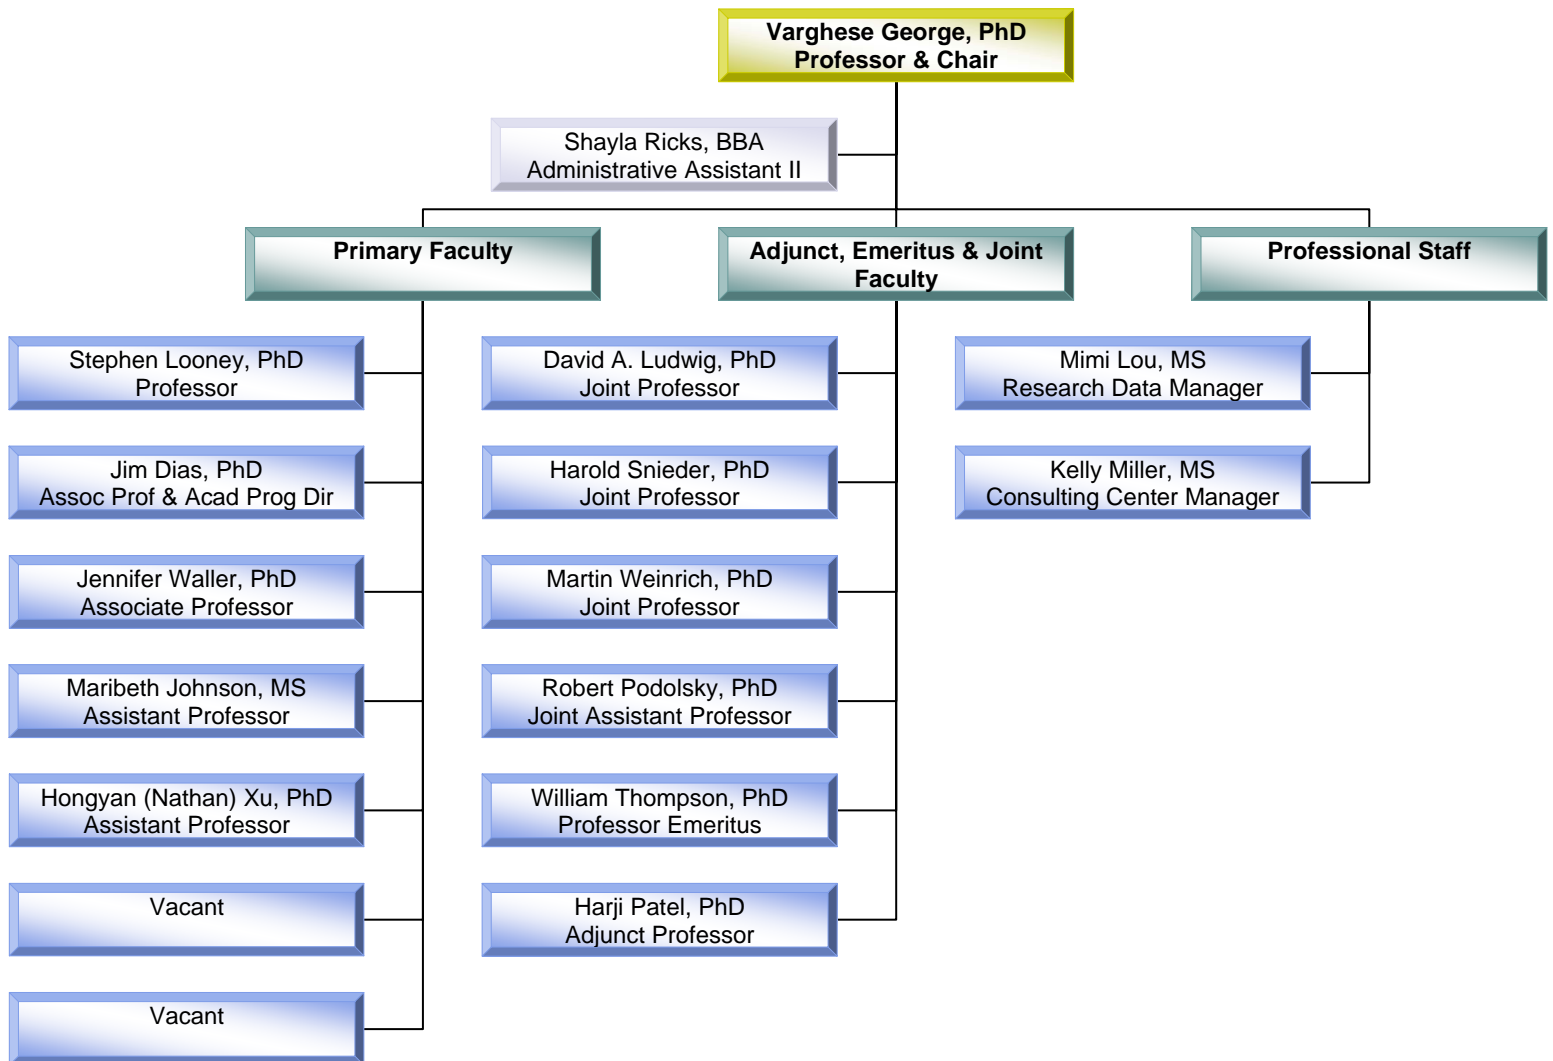 Varghese George, PhD
Professor & Chair
Shayla Ricks, BBA
Administrative Assistant II
Primary Faculty
Adjunct, Emeritus & Joint
Faculty
Professional Staff
Stephen Looney, PhD
Professor
Jim Dias, PhD
Assoc Prof & Acad Prog Dir
Jennifer Waller, PhD
Associate Professor
Maribeth Johnson, MS
Assistant Professor
Hongyan (Nathan) Xu, PhD
Assistant Professor
Vacant
Vacant
David A. Ludwig, PhD
Joint Professor
Harold Snieder, PhD
Joint Professor
Martin Weinrich, PhD
Joint Professor
Robert Podolsky, PhD
Joint Assistant Professor
William Thompson, PhD
Professor Emeritus
Harji Patel, PhD
Adjunct Professor
Mimi Lou, MS
Research Data Manager
Kelly Miller, MS
Consulting Center Manager